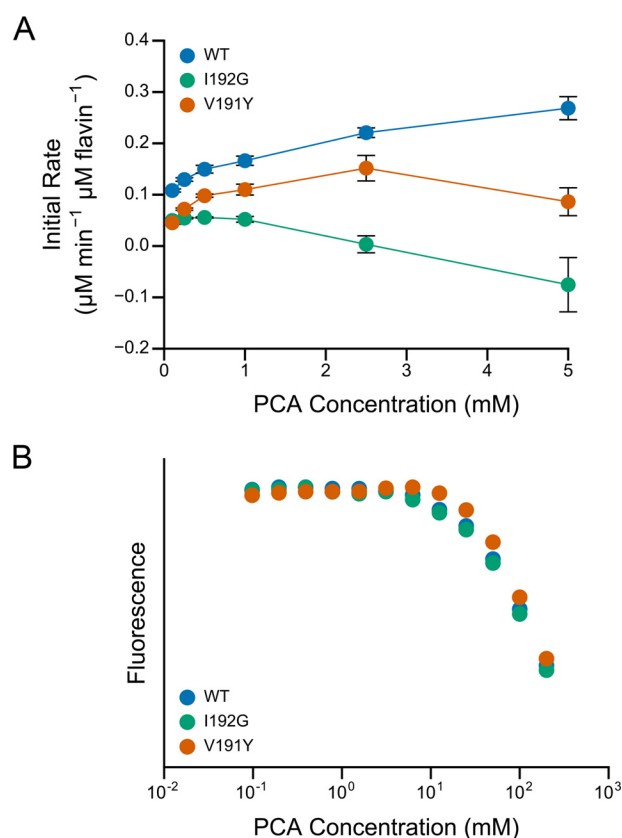 A
WT
I192G
V191Y
0.4
0.3
0.2
0.1
0.0
−0.1
−0.2
Initial Rate
(µM min⁻¹ µM flavin⁻¹)
0 1 2 3 4 5
PCA Concentration (mM)
B
Fluorescence
WT
I192G
V191Y
10⁻² 10⁻¹ 10⁰ 10¹ 10² 10³
PCA Concentration (mM)